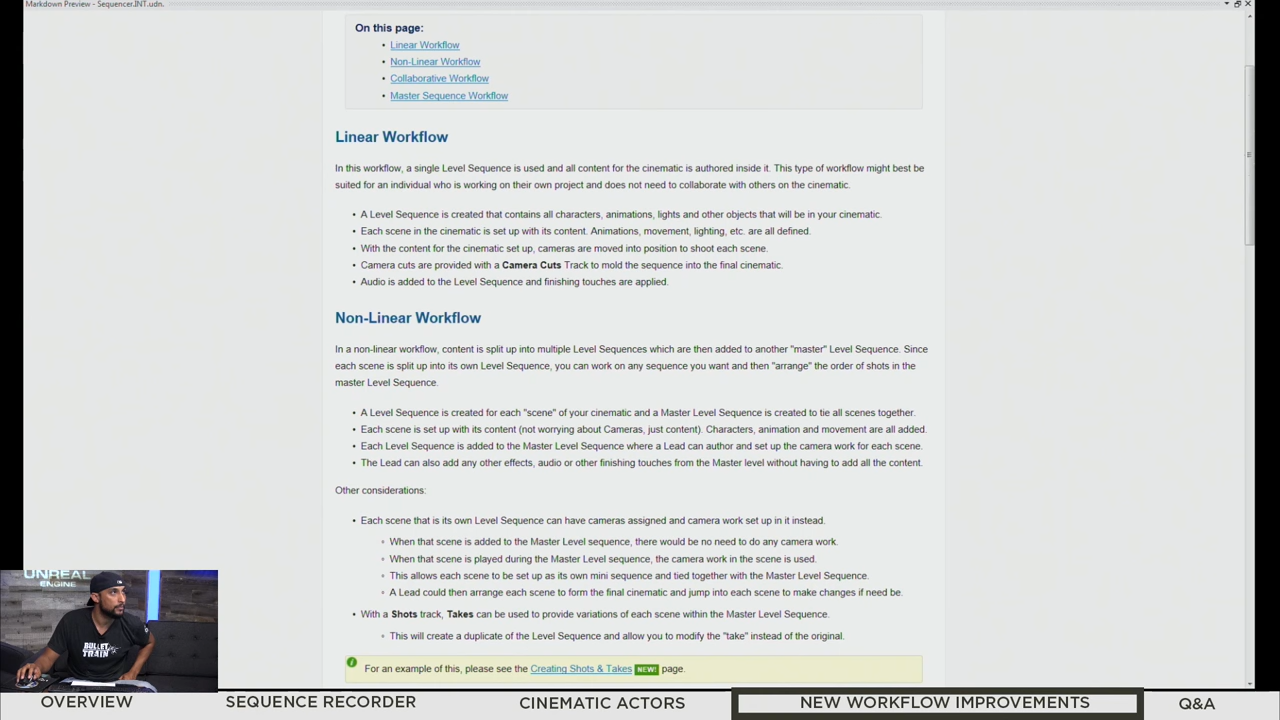 Markdown Preview - Sequencer.INT.udn.
On this page:
• Linear Workflow
• Non-Linear Workflow
• Collaborative Workflow
• Master Sequence Workflow
Linear Workflow
In this workflow, a single Level Sequence is used and all content for the cinematic is authored inside it. This type of workflow might best be
suited for an individual who is working on their own project and does not need to collaborate with others on the cinematic.
• A Level Sequence is created that contains all characters, animations, lights and other objects that will be in your cinematic.
• Each scene in the cinematic is set up with its content. Animations, movement, lighting, etc. are all defined.
• With the content for the cinematic set up, cameras are moved into position to shoot each scene.
• Camera cuts are provided with a Camera Cuts Track to mold the sequence into the final cinematic.
• Audio is added to the Level Sequence and finishing touches are applied.
Non-Linear Workflow
In a non-linear workflow, content is split up into multiple Level Sequences which are then added to another "master" Level Sequence. Since
each scene is split up into its own Level Sequence, you can work on any sequence you want and then "arrange" the order of shots in the
master Level Sequence.
• A Level Sequence is created for each "scene" of your cinematic and a Master Level Sequence is created to tie all scenes together.
• Each scene is set up with its content (not worrying about Cameras, just content). Characters, animation and movement are all added.
• Each Level Sequence is added to the Master Level Sequence where a Lead can author and set up the camera work for each scene.
• The Lead can also add any other effects, audio or other finishing touches from the Master level without having to add all the content.
Other considerations:
• Each scene that is its own Level Sequence can have cameras assigned and camera work set up in it instead.
◦ When that scene is added to the Master Level sequence, there would be no need to do any camera work.
◦ When that scene is played during the Master Level sequence, the camera work in the scene is used.
◦ This allows each scene to be set up as its own mini sequence and tied together with the Master Level Sequence.
◦ A Lead could then arrange each scene to form the final cinematic and jump into each scene to make changes if need be.
• With a Shots track, Takes can be used to provide variations of each scene within the Master Level Sequence.
◦ This will create a duplicate of the Level Sequence and allow you to modify the "take" instead of the original.
For an example of this, please see the Creating Shots & Takes NEW! page.
UNREAL
ENGINE
BULLET
TRAIN
OVERVIEW
SEQUENCE RECORDER
CINEMATIC ACTORS
NEW WORKFLOW IMPROVEMENTS
Q&A